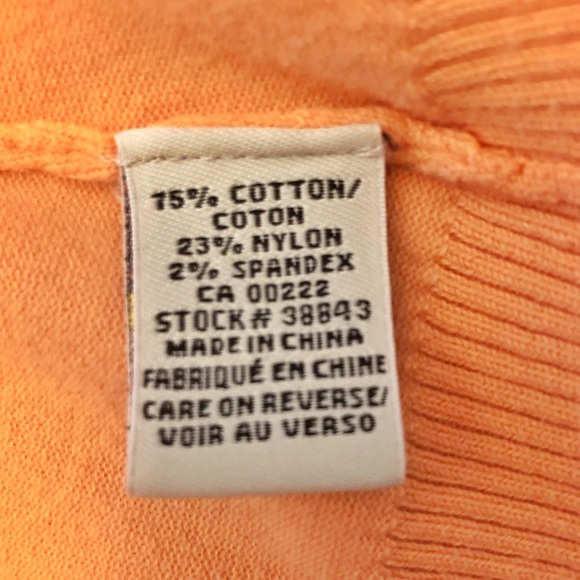 75% COTTON/
COTON
23% NYLON
2% SPANDEX
CA 00222
STOCK# 38843
MADE IN CHINA
FABRIQUÉ EN CHINE
CARE ON REVERSE/
VOIR AU VERSO